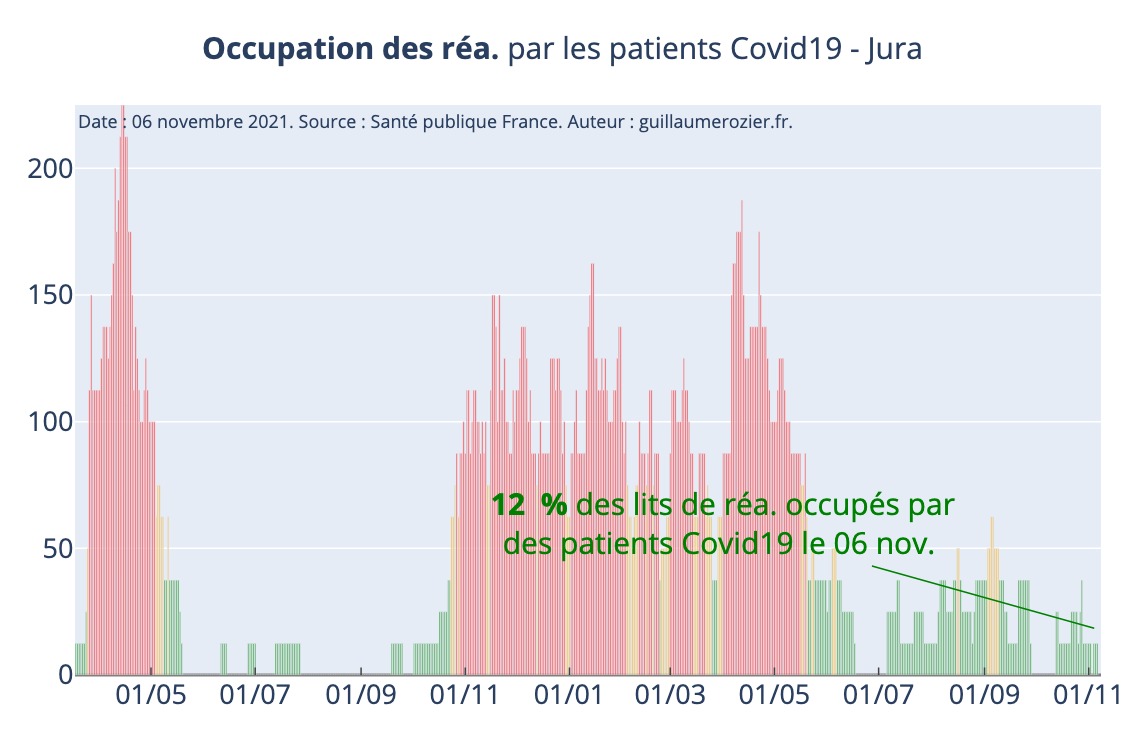 Occupation des réa. par les patients Covid19 - Jura
Date : 06 novembre 2021. Source : Santé publique France. Auteur : guillaumerozier.fr.
200
150
100
12 % des lits de réa. occupés par
des patients Covid19 le 06 nov.
50
0
01/05 01/07 01/09 01/11 01/01 01/03 01/05 01/07 01/09 01/11